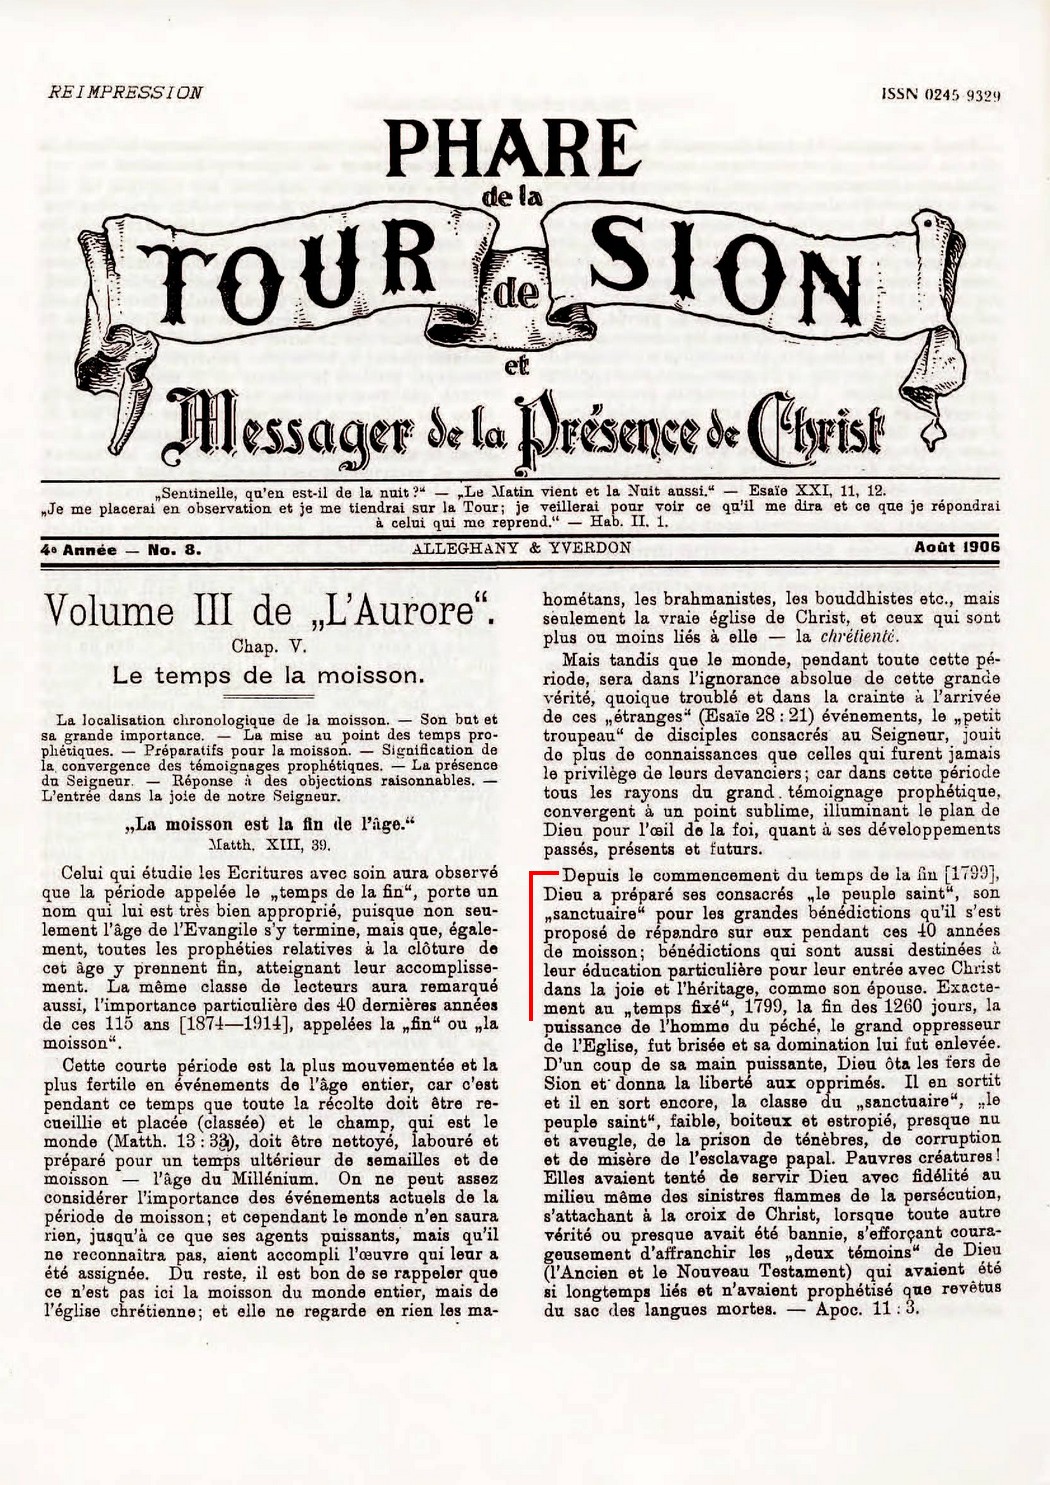 REIMPRESSION
ISSN 0245 9329
PHARE
de la
TOUR de SION
et
Messager de la Présence de Christ
„Sentinelle, qu'en est-il de la nuit?“ — „Le Matin vient et la Nuit aussi.“ — Esaïe XXI, 11, 12.
„Je me placerai en observation et je me tiendrai sur la Tour; je veillerai pour voir ce qu'il me dira et ce que je répondrai
à celui qui me reprend.“ — Hab. II. 1.
4e Année — No. 8.
ALLEGHANY & YVERDON
Août 1906
Volume III de „L'Aurore“.
Chap. V.
Le temps de la moisson.
La localisation chronologique de la moisson. — Son but et
sa grande importance. — La mise au point des temps pro-
phétiques. — Préparatifs pour la moisson. — Signification de
la convergence des témoignages prophétiques. — La présence
du Seigneur. — Réponse à des objections raisonnables. —
L'entrée dans la joie de notre Seigneur.
„La moisson est la fin de l'âge.“
Matth. XIII, 39.
Celui qui étudie les Ecritures avec soin aura observé
que la période appelée le „temps de la fin“, porte un
nom qui lui est très bien approprié, puisque non seu-
lement l'âge de l'Evangile s'y termine, mais que, égale-
ment, toutes les prophéties relatives à la clôture de
cet âge y prennent fin, atteignant leur accomplisse-
ment. La même classe de lecteurs aura remarqué
aussi, l'importance particulière des 40 dernières années
de ces 115 ans [1874—1914], appelées la „fin“ ou „la
moisson“.
Cette courte période est la plus mouvementée et la
plus fertile en événements de l'âge entier, car c'est
pendant ce temps que toute la récolte doit être re-
cueillie et placée (classée) et le champ, qui est le
monde (Matth. 13 : 38), doit être nettoyé, labouré et
préparé pour un temps ultérieur de semailles et de
moisson — l'âge du Millénium. On ne peut assez
considérer l'importance des événements actuels de la
période de moisson; et cependant le monde n'en saura
rien, jusqu'à ce que ses agents puissants, mais qu'il
ne reconnaitra pas, aient accompli l'œuvre qui leur a
été assignée. Du reste, il est bon de se rappeler que
ce n'est pas ici la moisson du monde entier, mais de
l'église chrétienne; et elle ne regarde en rien les ma-
hométans, les brahmanistes, les bouddhistes etc., mais
seulement la vraie église de Christ, et ceux qui sont
plus ou moins liés à elle — la chrétienté.
Mais tandis que le monde, pendant toute cette pé-
riode, sera dans l'ignorance absolue de cette grande
vérité, quoique troublé et dans la crainte à l'arrivée
de ces „étranges“ (Esaïe 28 : 21) événements, le „petit
troupeau“ de disciples consacrés au Seigneur, jouit
de plus de connaissances que celles qui furent jamais
le privilège de leurs devanciers; car dans cette période
tous les rayons du grand témoignage prophétique,
convergent à un point sublime, illuminant le plan de
Dieu pour l'œil de la foi, quant à ses développements
passés, présents et futurs.
Depuis le commencement du temps de la fin [1799],
Dieu a préparé ses consacrés „le peuple saint“, son
„sanctuaire“ pour les grandes bénédictions qu'il s'est
proposé de répandre sur eux pendant ces 40 années
de moisson; bénédictions qui sont aussi destinées à
leur éducation particulière pour leur entrée avec Christ
dans la joie et l'héritage, comme son épouse. Exacte-
ment au „temps fixé“, 1799, la fin des 1260 jours, la
puissance de l'homme du péché, le grand oppresseur
de l'Eglise, fut brisée et sa domination lui fut enlevée.
D'un coup de sa main puissante, Dieu ôta les fers de
Sion et donna la liberté aux opprimés. Il en sortit
et il en sort encore, la classe du „sanctuaire“, „le
peuple saint“, faible, boiteux et estropié, presque nu
et aveugle, de la prison de ténèbres, de corruption
et de misère de l'esclavage papal. Pauvres créatures!
Elles avaient tenté de servir Dieu avec fidélité au
milieu même des sinistres flammes de la persécution,
s'attachant à la croix de Christ, lorsque toute autre
vérité ou presque avait été bannie, s'efforçant coura-
geusement d'affranchir les „deux témoins“ de Dieu
(l'Ancien et le Nouveau Testament) qui avaient été
si longtemps liés et n'avaient prophétisé que revêtus
du sac des langues mortes. — Apoc. 11 : 3.